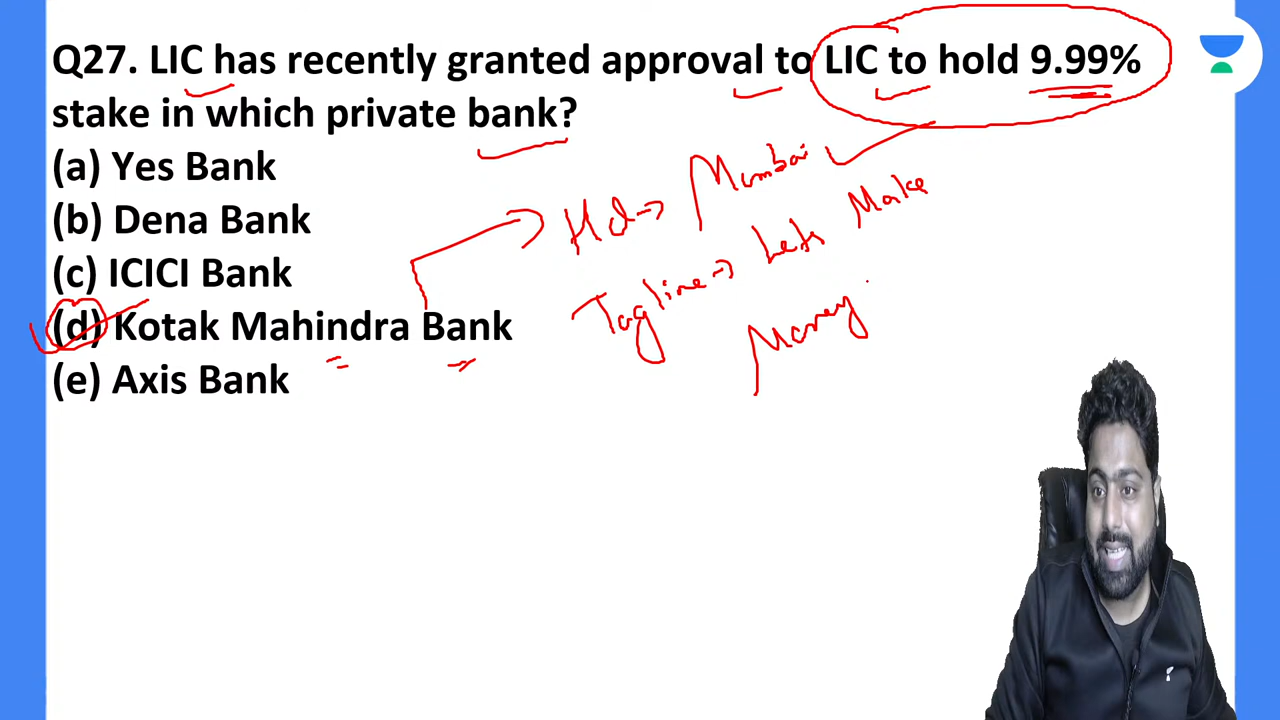 Q27. LIC has recently granted approval to LIC to hold 9.99%
stake in which private bank?
(a) Yes Bank
(b) Dena Bank
(c) ICICI Bank
(d) Kotak Mahindra Bank
(e) Axis Bank
Hd → Mumbai
Tagline → Lets Make
Money